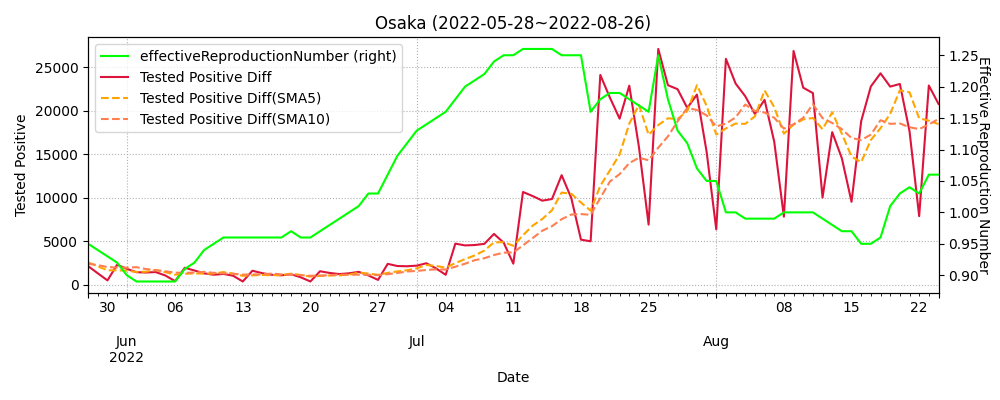 Osaka (2022-05-28~2022-08-26)
effectiveReproductionNumber (right)
Tested Positive Diff
Tested Positive Diff(SMA5)
Tested Positive Diff(SMA10)
Tested Positive
25000
20000
15000
10000
5000
0
Effective Reproduction Number
1.25
1.20
1.15
1.10
1.05
1.00
0.95
0.90
30 06 13 20 27 04 11 18 25 08 15 22
Jun Jul Aug
2022
Date